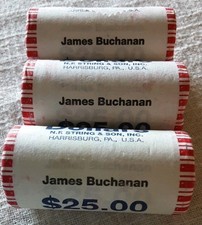 James Buchanan
N.F. STRING & SON, INC.
HARRISBURG, PA., U.S.A.
James Buchanan
$25.00
N.F. STRING & SON, INC.
HARRISBURG, PA., U.S.A.
James Buchanan
$25.00